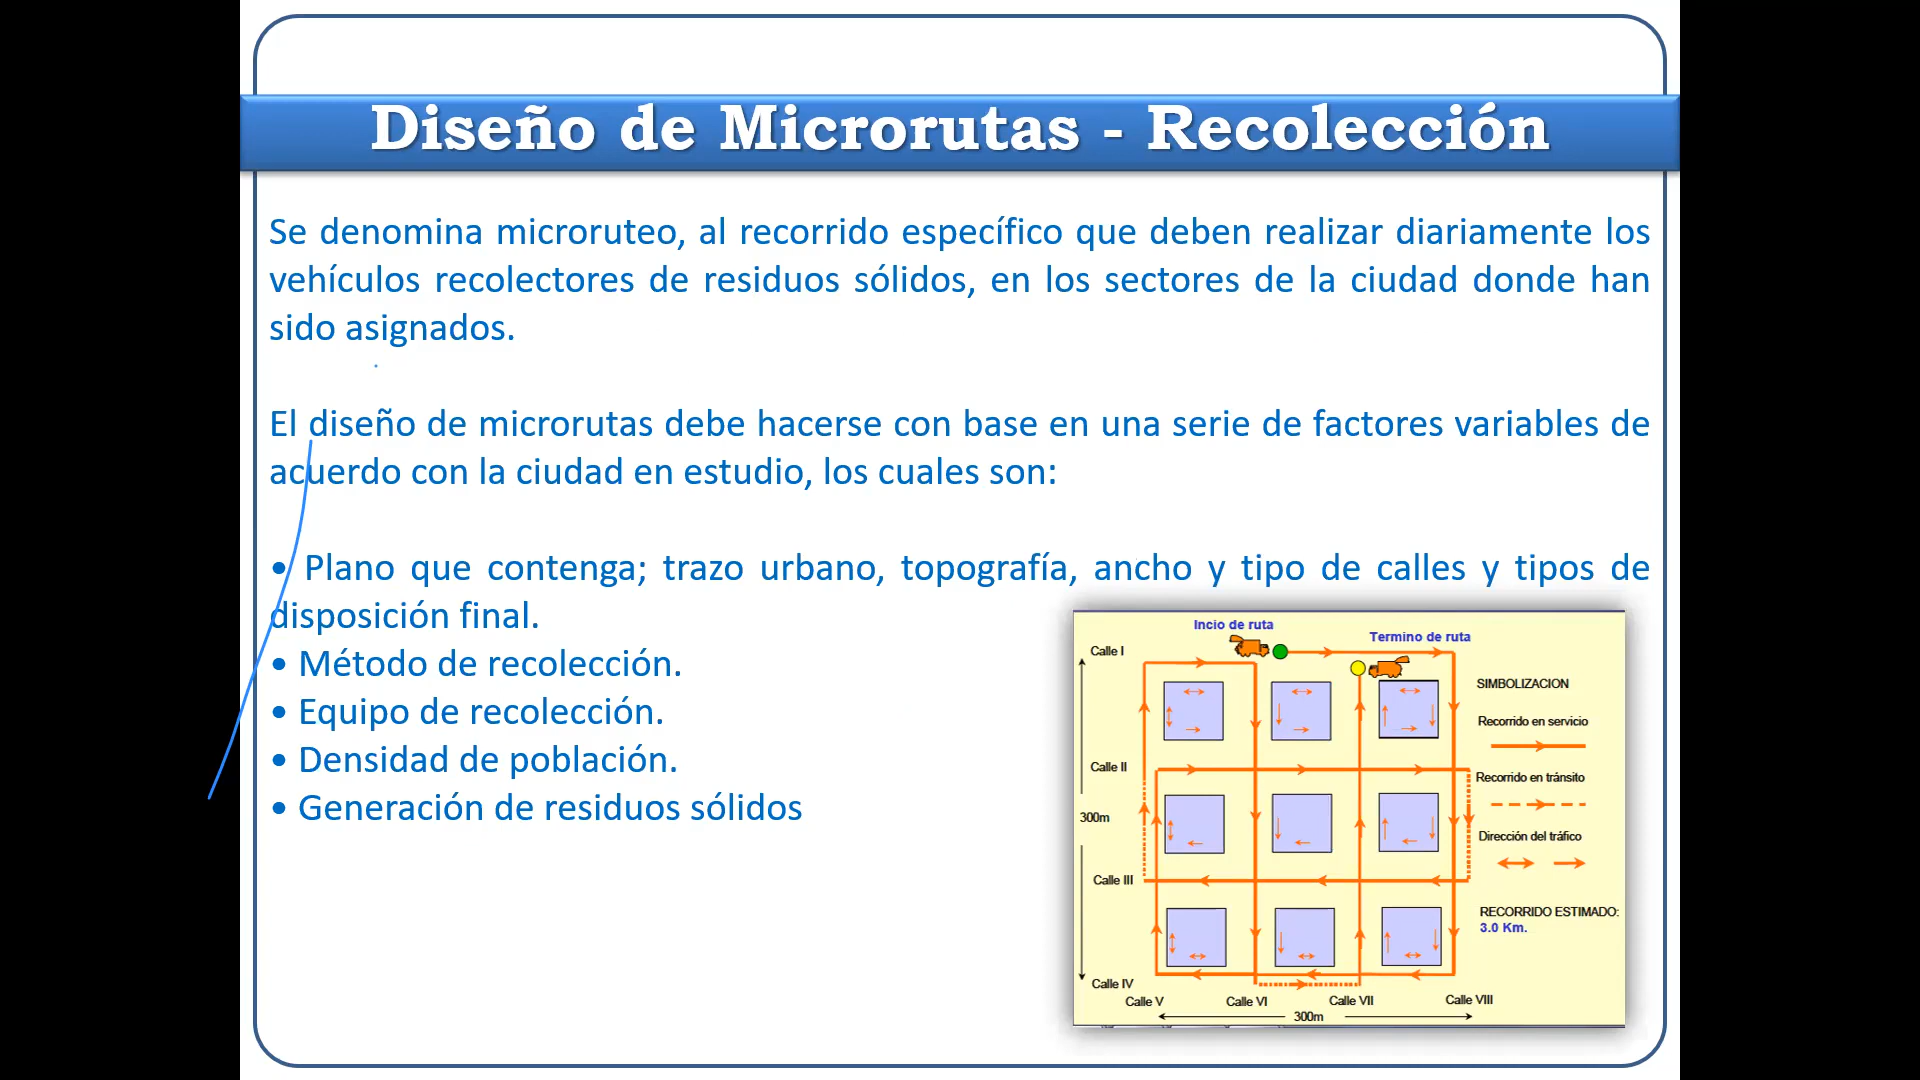 Diseño de Microrutas - Recolección
Se denomina microruteo, al recorrido específico que deben realizar diariamente los
vehículos recolectores de residuos sólidos, en los sectores de la ciudad donde han
sido asignados.
El diseño de microrutas debe hacerse con base en una serie de factores variables de
acuerdo con la ciudad en estudio, los cuales son:
• Plano que contenga; trazo urbano, topografía, ancho y tipo de calles y tipos de
disposición final.
• Método de recolección.
• Equipo de recolección.
• Densidad de población.
• Generación de residuos sólidos
Incio de ruta
Termino de ruta
Calle I
SIMBOLIZACION
Recorrido en servicio
Calle II
Recorrido en tránsito
300m
Dirección del tráfico
Calle III
RECORRIDO ESTIMADO:
3.0 Km.
Calle IV
Calle V
Calle VI
Calle VII
Calle VIII
300m